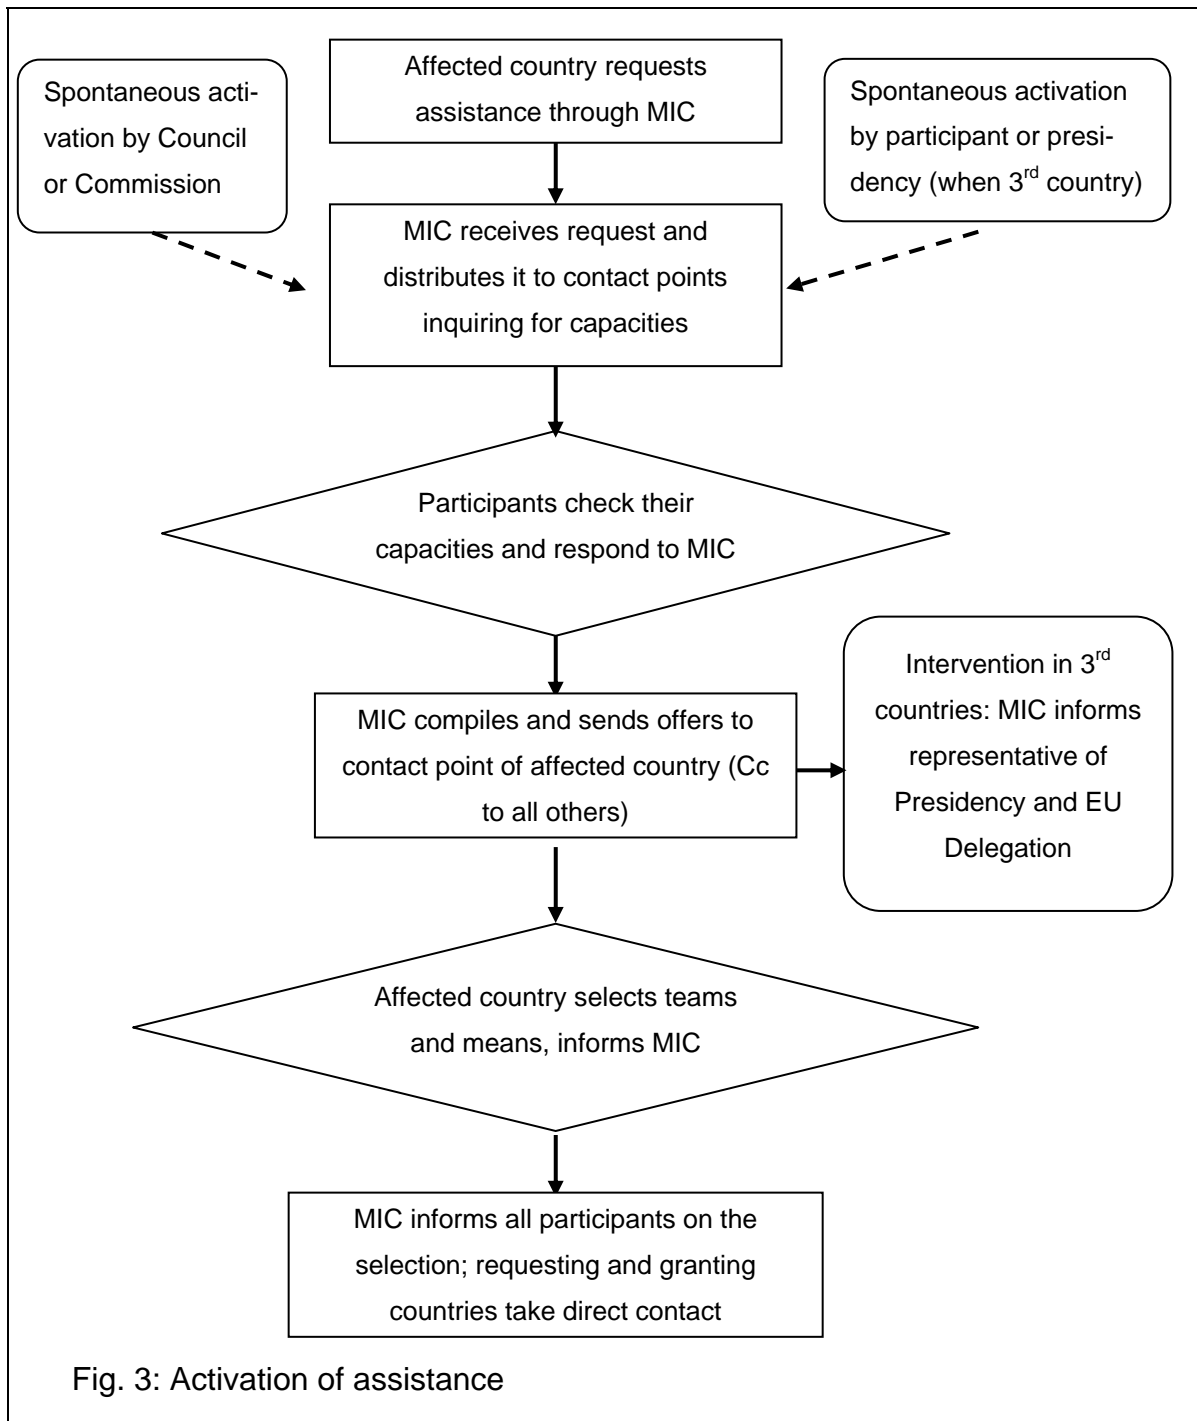 Affected country requests
assistance through MIC
Spontaneous acti-
vation by Council
or Commission
Spontaneous activation
by participant or presi-
dency (when 3rd country)
MIC receives request and
distributes it to contact points
inquiring for capacities
Participants check their
capacities and respond to MIC
MIC compiles and sends offers to
contact point of affected country (Cc
to all others)
Intervention in 3rd
countries: MIC informs
representative of
Presidency and EU
Delegation
Affected country selects teams
and means, informs MIC
MIC informs all participants on the
selection; requesting and granting
countries take direct contact
Fig. 3: Activation of assistance